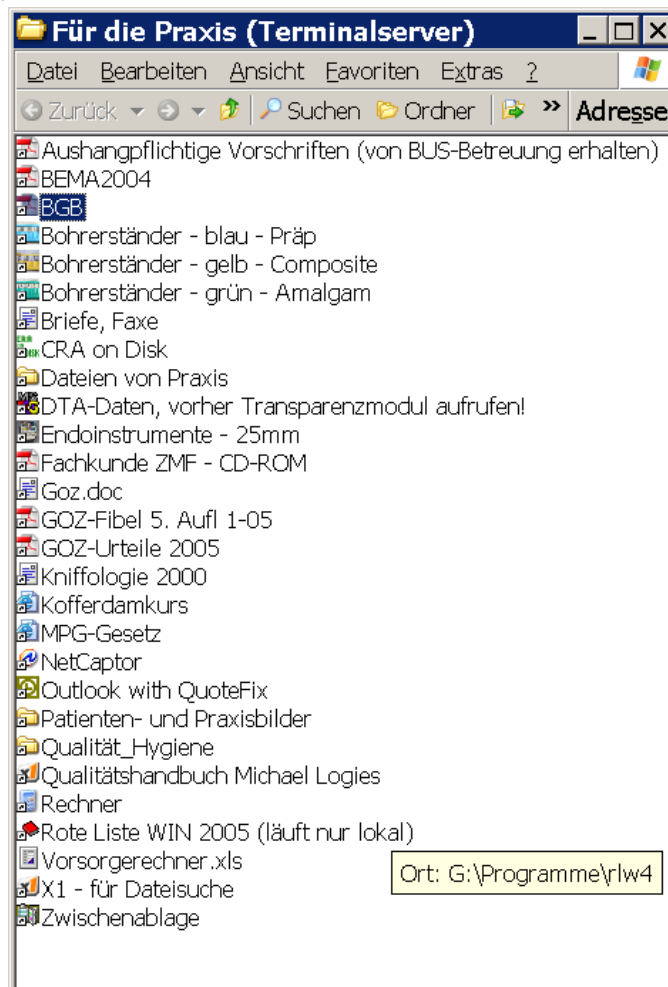 Für die Praxis (Terminalserver)
Datei Bearbeiten Ansicht Favoriten Extras ?
Zurück Suchen Ordner » Adresse
Aushangpflichtige Vorschriften (von BUS-Betreuung erhalten)
BEMA2004
BGB
Bohrerständer - blau - Präp
Bohrerständer - gelb - Composite
Bohrerständer - grün - Amalgam
Briefe, Faxe
CRA on Disk
Dateien von Praxis
DTA-Daten, vorher Transparenzmodul aufrufen!
Endoinstrumente - 25mm
Fachkunde ZMF - CD-ROM
Goz.doc
GOZ-Fibel 5. Aufl 1-05
GOZ-Urteile 2005
Kniffologie 2000
Kofferdamkurs
MPG-Gesetz
NetCaptor
Outlook with QuoteFix
Patienten- und Praxisbilder
Qualität_Hygiene
Qualitätshandbuch Michael Logies
Rechner
Rote Liste WIN 2005 (läuft nur lokal)
Vorsorgerechner.xls
Ort: G:\Programme\rlw4
X1 - für Dateisuche
Zwischenablage